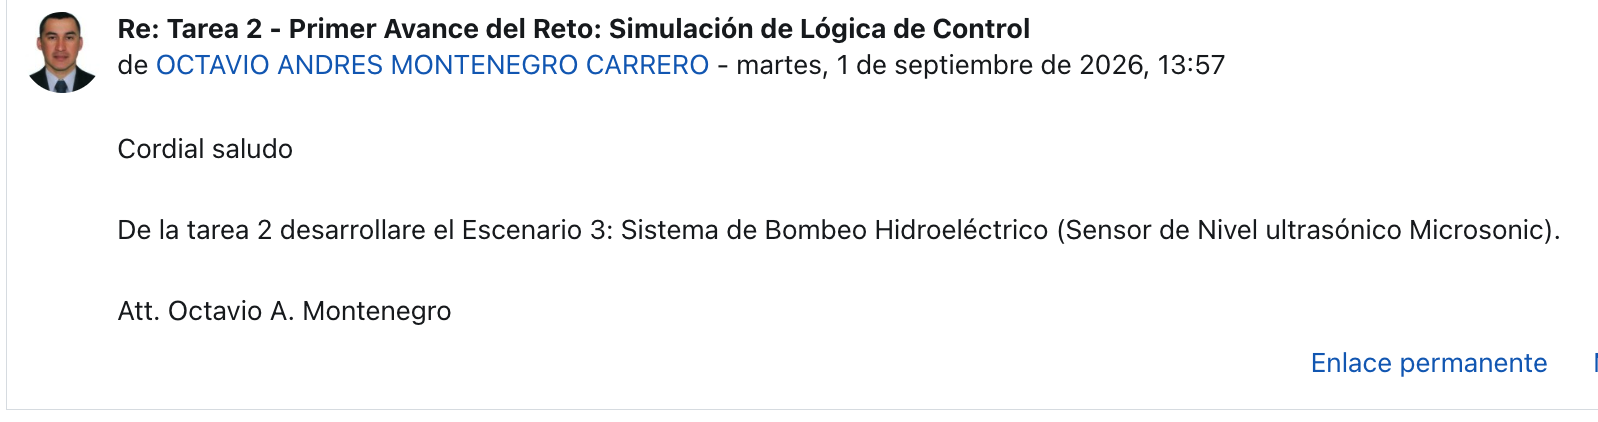 Re: Tarea 2 - Primer Avance del Reto: Simulación de Lógica de Control
de OCTAVIO ANDRES MONTENEGRO CARRERO - martes, 1 de septiembre de 2026, 13:57
Cordial saludo
De la tarea 2 desarrollare el Escenario 3: Sistema de Bombeo Hidroeléctrico (Sensor de Nivel ultrasónico Microsonic).
Att. Octavio A. Montenegro
Enlace permanente